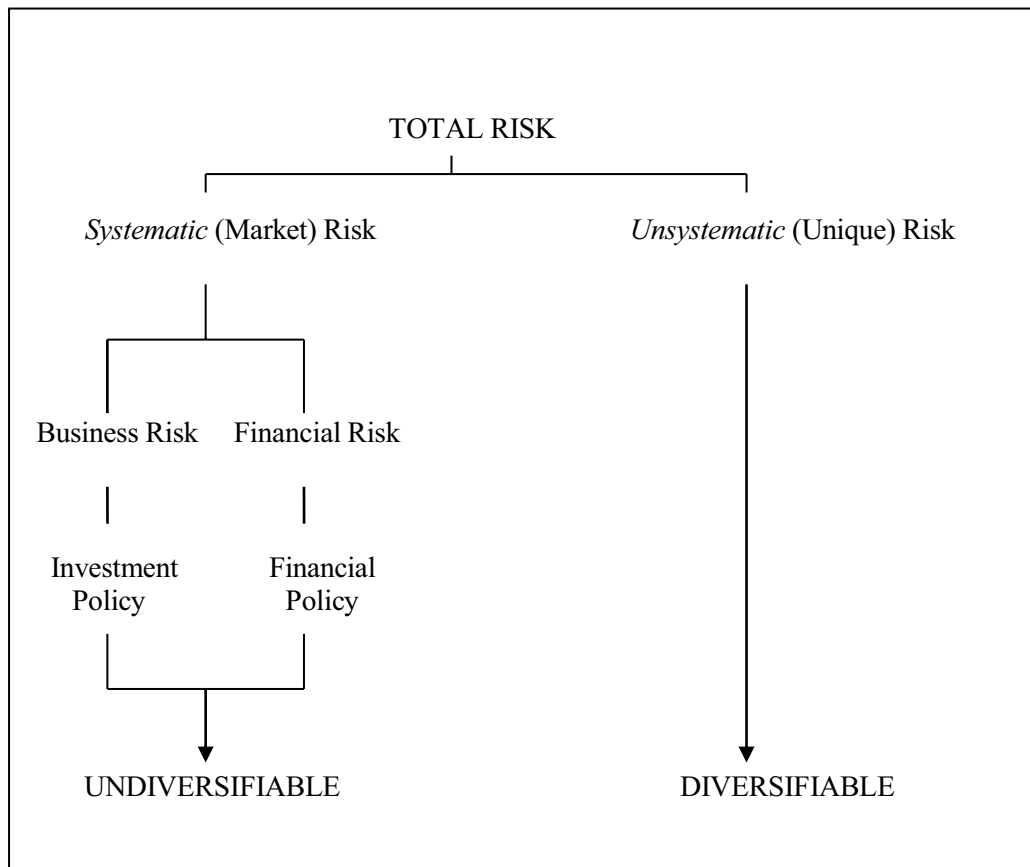 TOTAL RISK
Systematic (Market) Risk
Unsystematic (Unique) Risk
Business Risk
Financial Risk
Investment
Policy
Financial
Policy
UNDIVERSIFIABLE
DIVERSIFIABLE